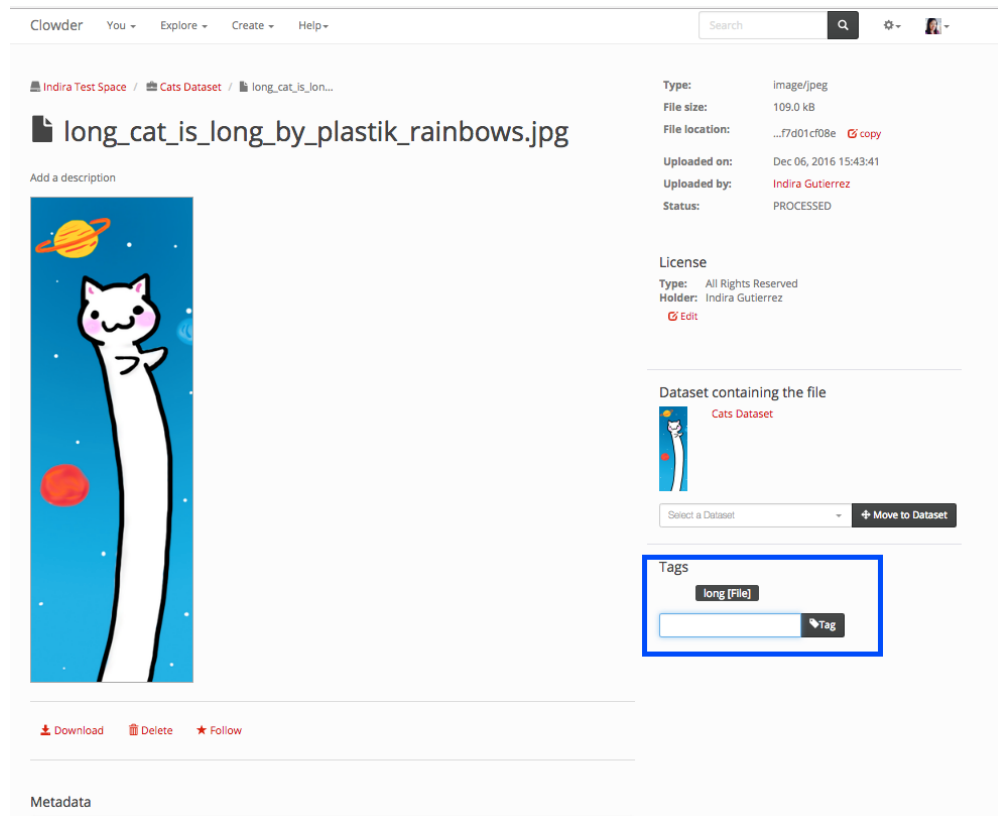 Clowder You Explore Create Help Search
Indira Test Space / Cats Dataset / long_cat_is_lon...
long_cat_is_long_by_plastik_rainbows.jpg
Add a description
Download Delete Follow
Metadata
Type: image/jpeg
File size: 109.0 kB
File location: ...f7d01cf08e copy
Uploaded on: Dec 06, 2016 15:43:41
Uploaded by: Indira Gutierrez
Status: PROCESSED
License
Type: All Rights Reserved
Holder: Indira Gutierrez
Edit
Dataset containing the file
Cats Dataset
Select a Dataset Move to Dataset
Tags
long [File]
Tag